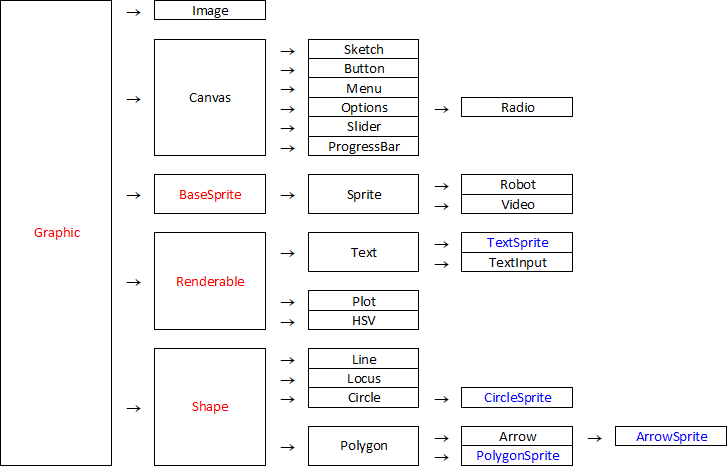 Image
Sketch
Button
Menu
Canvas
Options
Radio
Slider
ProgressBar
BaseSprite
Sprite
Robot
Video
Graphic
Renderable
Text
TextSprite
TextInput
Plot
HSV
Shape
Line
Locus
Circle
CircleSprite
Polygon
Arrow
ArrowSprite
PolygonSprite